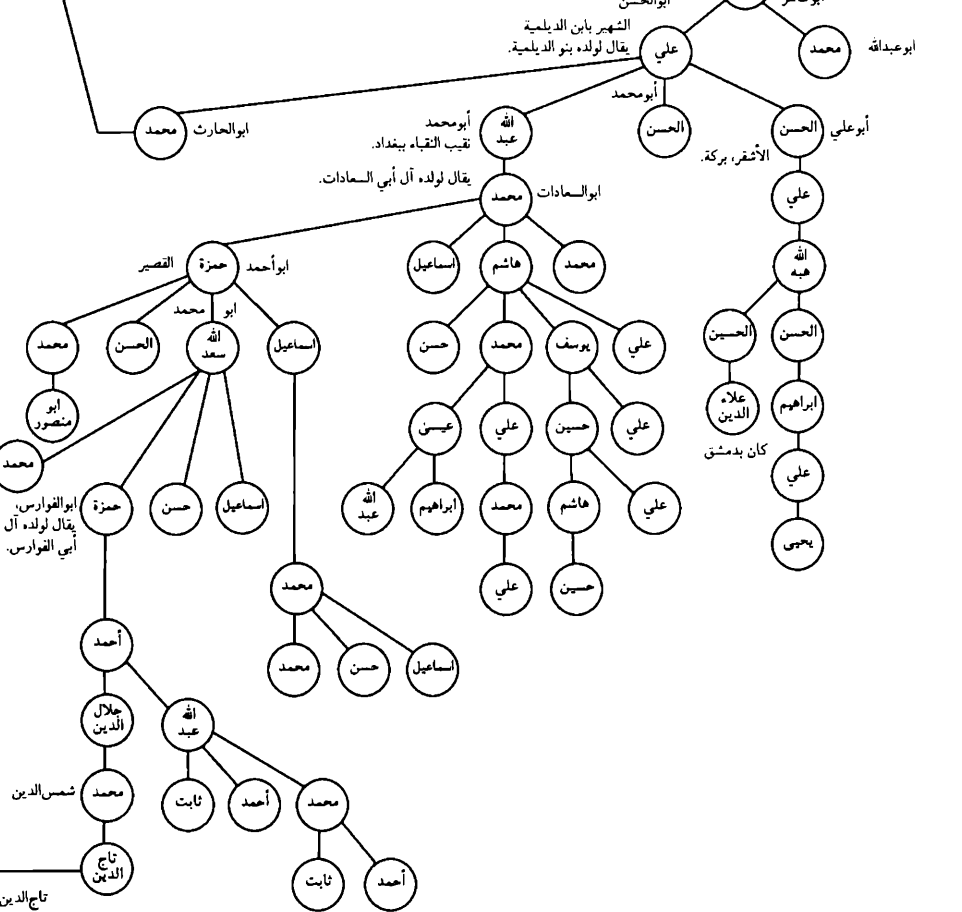 ابوالحسن
الشهير بابن الديلمية
يقال لولده بنو الديلمية.
علي
محمد
ابوعبدالله
أبومحمد
أبوعلي
الحسن
الحسن
الله
عبد
أبومحمد
نقيب النقباء ببغداد.
ابوالحارث
محمد
الأشقر، بركة.
علي
يقال لولده آل أبي السعادات.
ابوالسعادات
محمد
الله
هبه
محمد
هاشم
اسماعيل
ابوأحمد
حمزة
القصير
ابو
محمد
الحسن
الحسين
علي
يوسف
محمد
حسن
اسماعيل
الله
سعد
الحسن
محمد
ابراهيم
علاء
الدين
كان بدمشق
علي
حسين
علي
عيسىٰ
ابو
منصور
محمد
علي
علي
هاشم
محمد
ابراهيم
الله
عبد
اسماعيل
حسن
حمزة
ابوالفوارس،
يقال لولده آل
أبي الفوارس.
يحيى
حسين
علي
محمد
أحمد
اسماعيل
حسن
محمد
جلال
الدين
الله
عبد
شمس‌الدين
محمد
ثابت
أحمد
محمد
تاج
الدين
ثابت
أحمد
تاج‌الدين